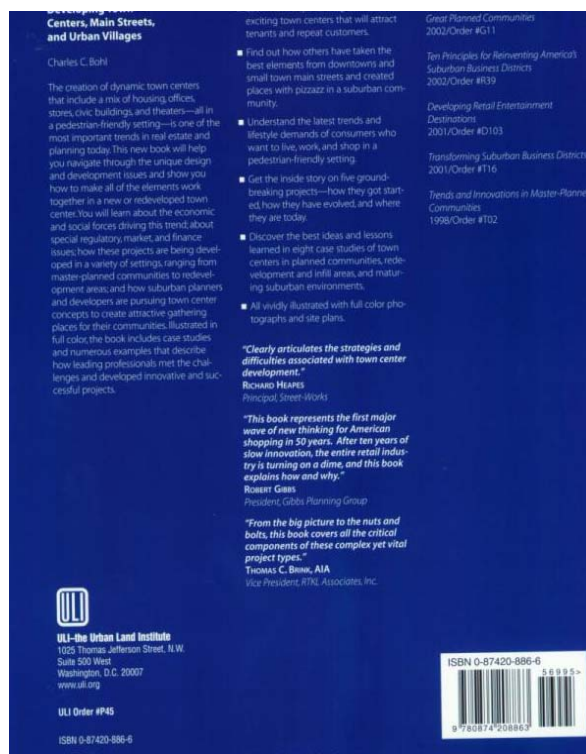 Developing Town
Centers, Main Streets,
and Urban Villages
Charles C. Bohl
The creation of dynamic town centers
that include a mix of housing, offices,
stores, civic buildings, and theaters—all in
a pedestrian-friendly setting—is one of the
most important trends in real estate and
planning today. This new book will help
you navigate through the unique design
and development issues and show you
how to make all of the elements work
together in a new or redeveloped town
center. You will learn about the economic
and social forces driving this trend; about
special regulatory, market, and finance
issues; how these projects are being devel-
oped in a variety of settings, ranging from
master-planned communities to redevel-
opment areas; and how suburban planners
and developers are pursuing town center
concepts to create attractive gathering
places for their communities. Illustrated in
full color, the book includes case studies
and numerous examples that describe
how leading professionals met the chal-
lenges and developed innovative and suc-
cessful projects.
exciting town centers that will attract
tenants and repeat customers.
■ Find out how others have taken the
best elements from downtowns and
small town main streets and created
places with pizzazz in a suburban com-
munity.
■ Understand the latest trends and
lifestyle demands of consumers who
want to live, work, and shop in a
pedestrian-friendly setting.
■ Get the inside story on five ground-
breaking projects—how they got start-
ed, how they have evolved, and where
they are today.
■ Discover the best ideas and lessons
learned in eight case studies of town
centers in planned communities, rede-
velopment and infill areas, and matur-
ing suburban environments.
■ All vividly illustrated with full color pho-
tographs and site plans.
"Clearly articulates the strategies and
difficulties associated with town center
development."
RICHARD HEAPES
Principal, Street-Works
"This book represents the first major
wave of new thinking for American
shopping in 50 years. After ten years of
slow innovation, the entire retail indus-
try is turning on a dime, and this book
explains how and why."
ROBERT GIBBS
President, Gibbs Planning Group
"From the big picture to the nuts and
bolts, this book covers all the critical
components of these complex yet vital
project types."
THOMAS C. BRINK, AIA
Vice President, RTKL Associates, Inc.
Great Planned Communities
2002/Order #G11
Ten Principles for Reinventing America's
Suburban Business Districts
2002/Order #R39
Developing Retail Entertainment
Destinations
2001/Order #D103
Transforming Suburban Business Districts
2001/Order #T16
Trends and Innovations in Master-Planne
Communities
1998/Order #T02
ULI
ULI–the Urban Land Institute
1025 Thomas Jefferson Street, N.W.
Suite 500 West
Washington, D.C. 20007
www.uli.org
ULI Order #P45
ISBN 0-87420-886-6
ISBN 0-87420-886-6
56995>
9 780874 208863